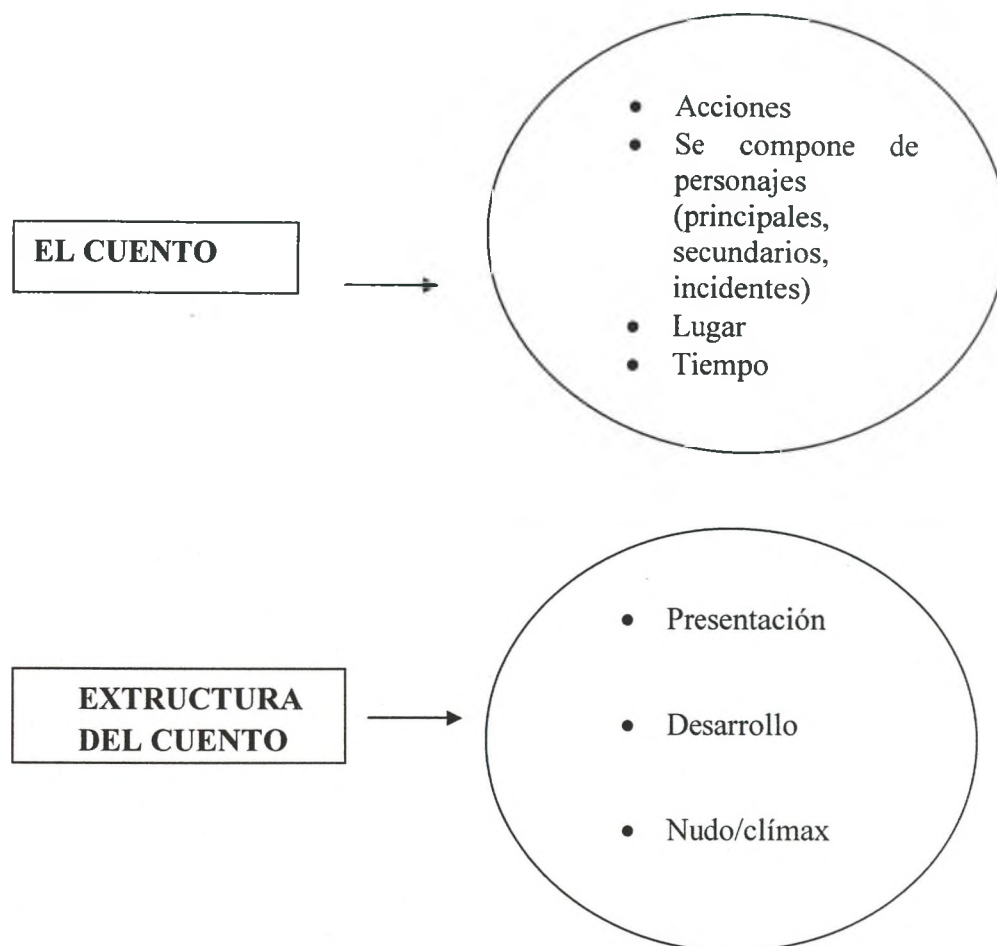 EL CUENTO
• Acciones
• Se compone de
personajes
(principales,
secundarios,
incidentes)
• Lugar
• Tiempo
EXTRUCTURA
DEL CUENTO
• Presentación
• Desarrollo
• Nudo/clímax